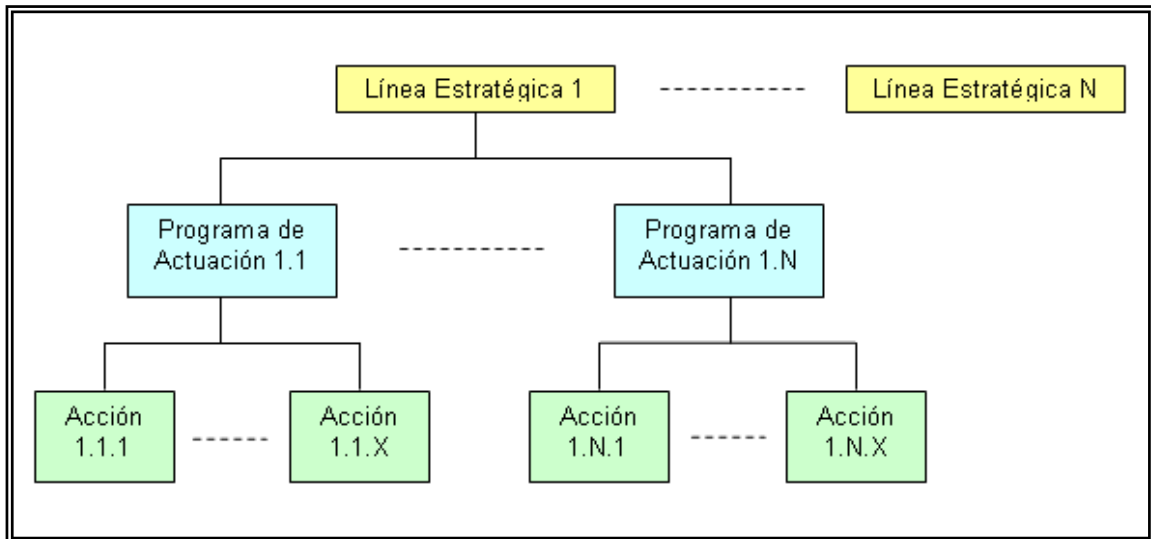 Línea Estratégica 1
Línea Estratégica N
Programa de
Actuación 1.1
Programa de
Actuación 1.N
Acción
1.1.1
Acción
1.1.X
Acción
1.N.1
Acción
1.N.X